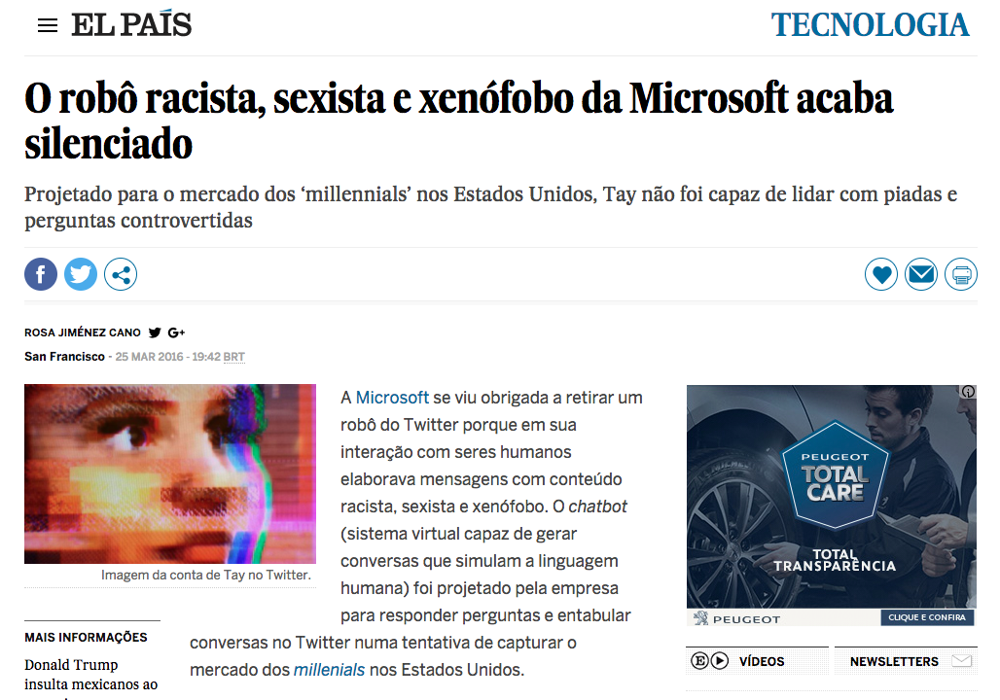 EL PAÍS
TECNOLOGIA
O robô racista, sexista e xenófobo da Microsoft acaba
silenciado
Projetado para o mercado dos ‘millennials’ nos Estados Unidos, Tay não foi capaz de lidar com piadas e
perguntas controvertidas
ROSA JIMÉNEZ CANO
San Francisco - 25 MAR 2016 - 19:42 BRT
Imagem da conta de Tay no Twitter.
MAIS INFORMAÇÕES
Donald Trump
insulta mexicanos ao
A Microsoft se viu obrigada a retirar um
robô do Twitter porque em sua
interação com seres humanos
elaborava mensagens com conteúdo
racista, sexista e xenófobo. O chatbot
(sistema virtual capaz de gerar
conversas que simulam a linguagem
humana) foi projetado pela empresa
para responder perguntas e entabular
conversas no Twitter numa tentativa de capturar o
mercado dos millenials nos Estados Unidos.
PEUGEOT
TOTAL
CARE
TOTAL
TRANSPARÊNCIA
PEUGEOT
CLIQUE E CONFIRA
VÍDEOS
NEWSLETTERS